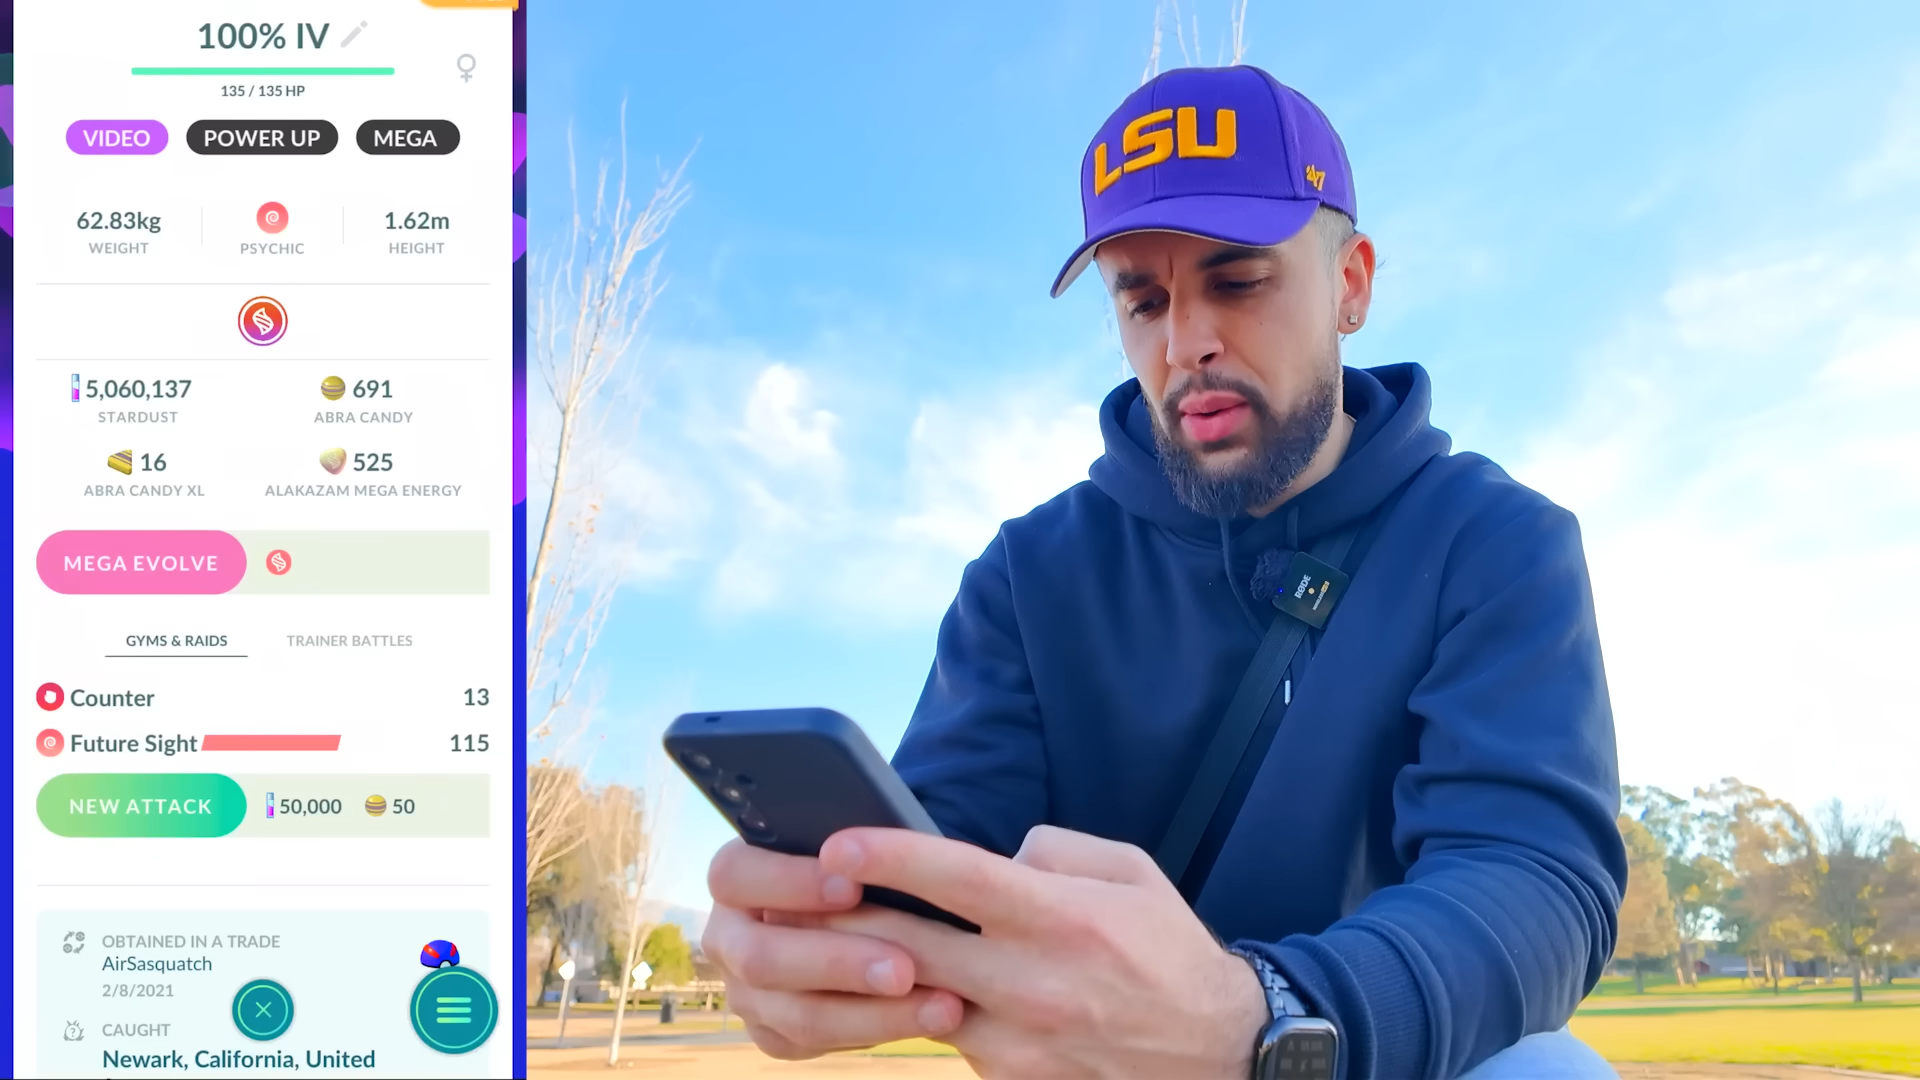 100% IV
135 / 135 HP
VIDEO POWER UP MEGA
62.83kg
WEIGHT
PSYCHIC
1.62m
HEIGHT
5,060,137
STARDUST
691
ABRA CANDY
16
ABRA CANDY XL
525
ALAKAZAM MEGA ENERGY
MEGA EVOLVE
GYMS & RAIDS TRAINER BATTLES
Counter 13
Future Sight 115
NEW ATTACK 50,000 50
OBTAINED IN A TRADE
AirSasquatch
2/8/2021
CAUGHT
Newark, California, United
LSU
47
RØDE